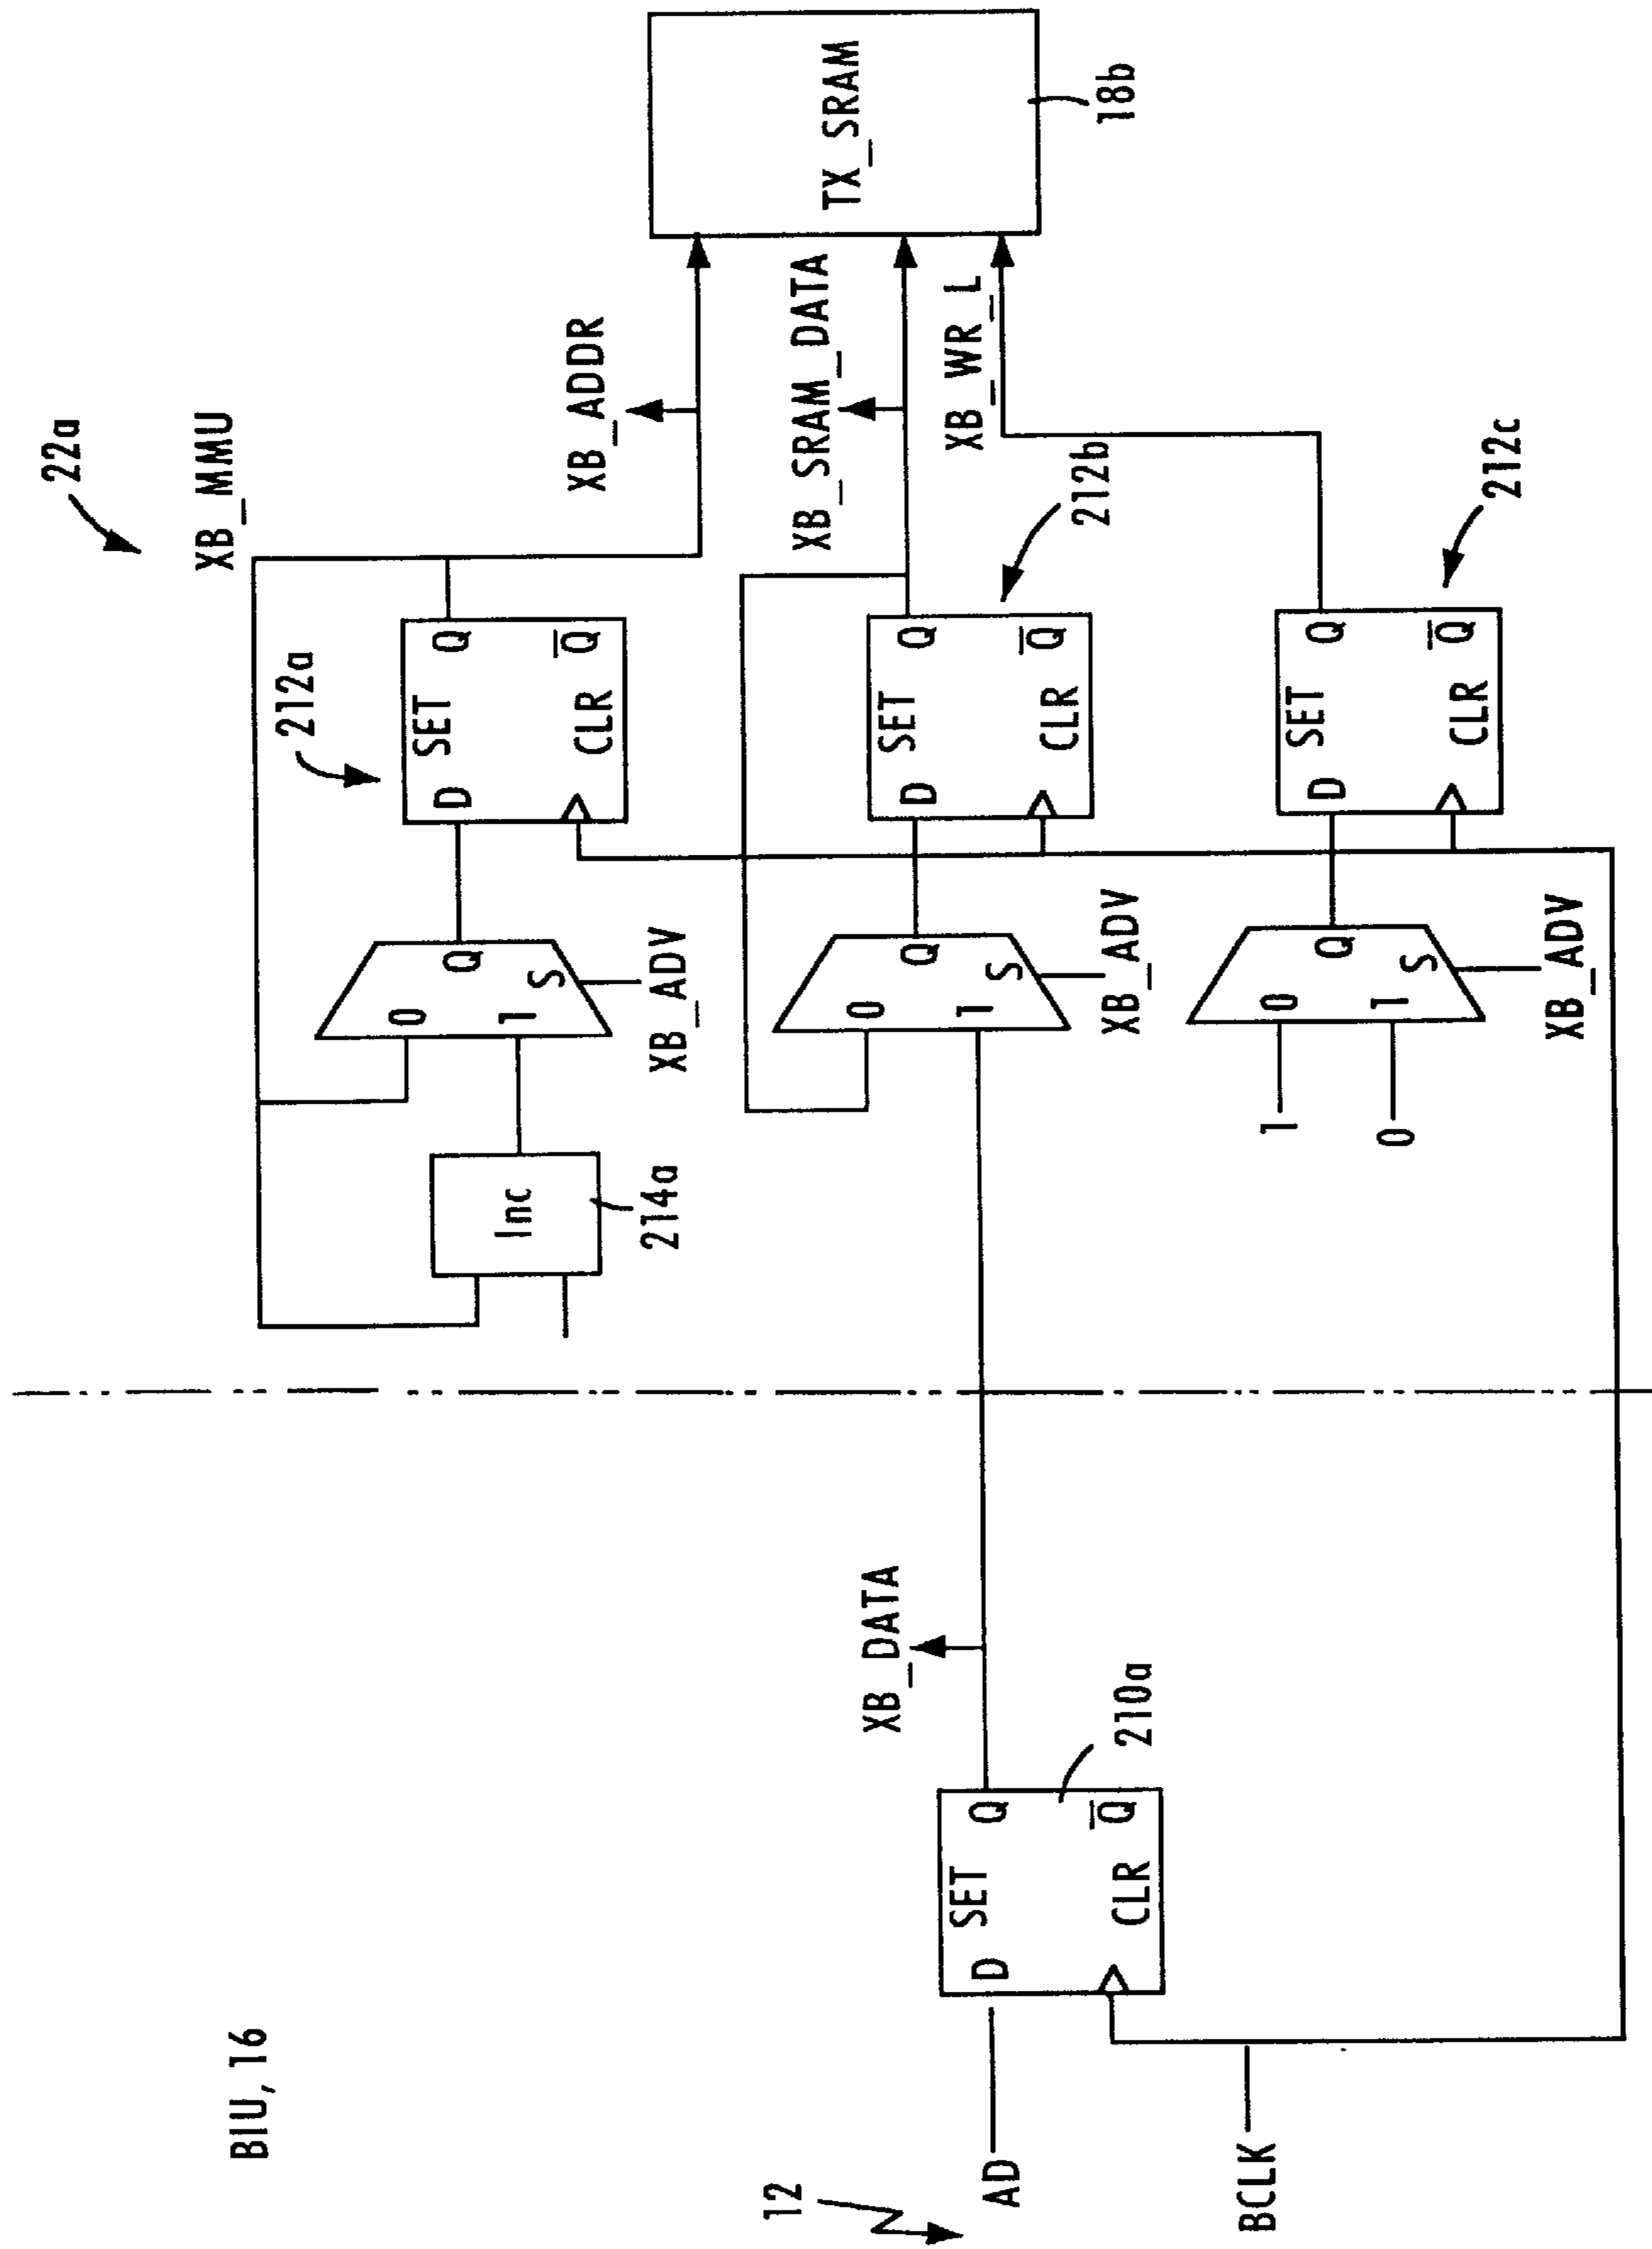 22a
XB_MMU
212a
SET
D
Q
Q
CLR
XB_ADDR
TX_SRAM
18b
0
1
Q
S
XB_ADV
Inc
214a
XB_SRAM_DATA
SET
D
Q
Q
CLR
212b
0
1
Q
S
XB_ADV
XB_WR_L
SET
D
Q
Q
CLR
212c
0
1
Q
S
XB_ADV
1
0
BIU, 16
XB_DATA
SET
D
Q
Q
CLR
210a
12
AD
BCLK